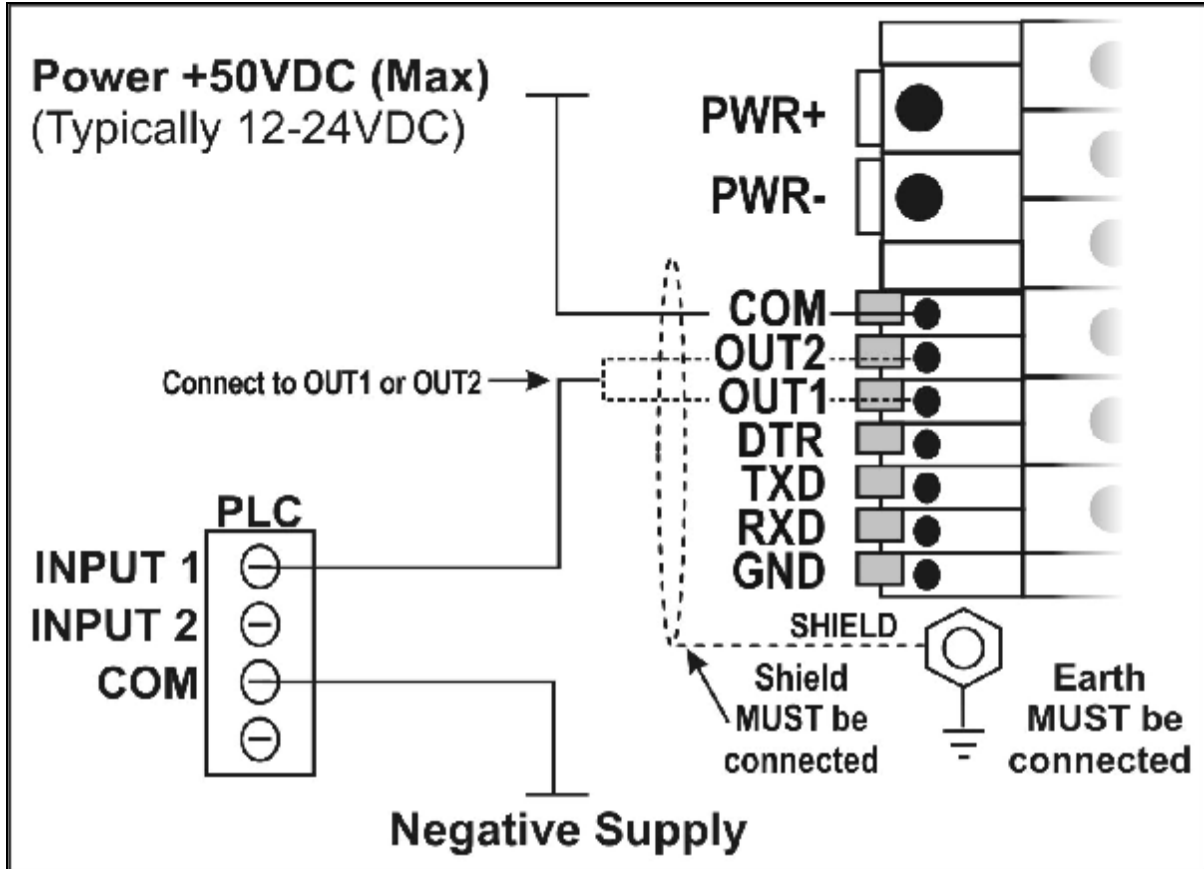 Power +50VDC (Max)
(Typically 12-24VDC)
PWR+
PWR-
COM
OUT2
Connect to OUT1 or OUT2
OUT1
DTR
TXD
RXD
GND
PLC
INPUT 1
INPUT 2
COM
SHIELD
Shield
MUST be
connected
Earth
MUST be
connected
Negative Supply